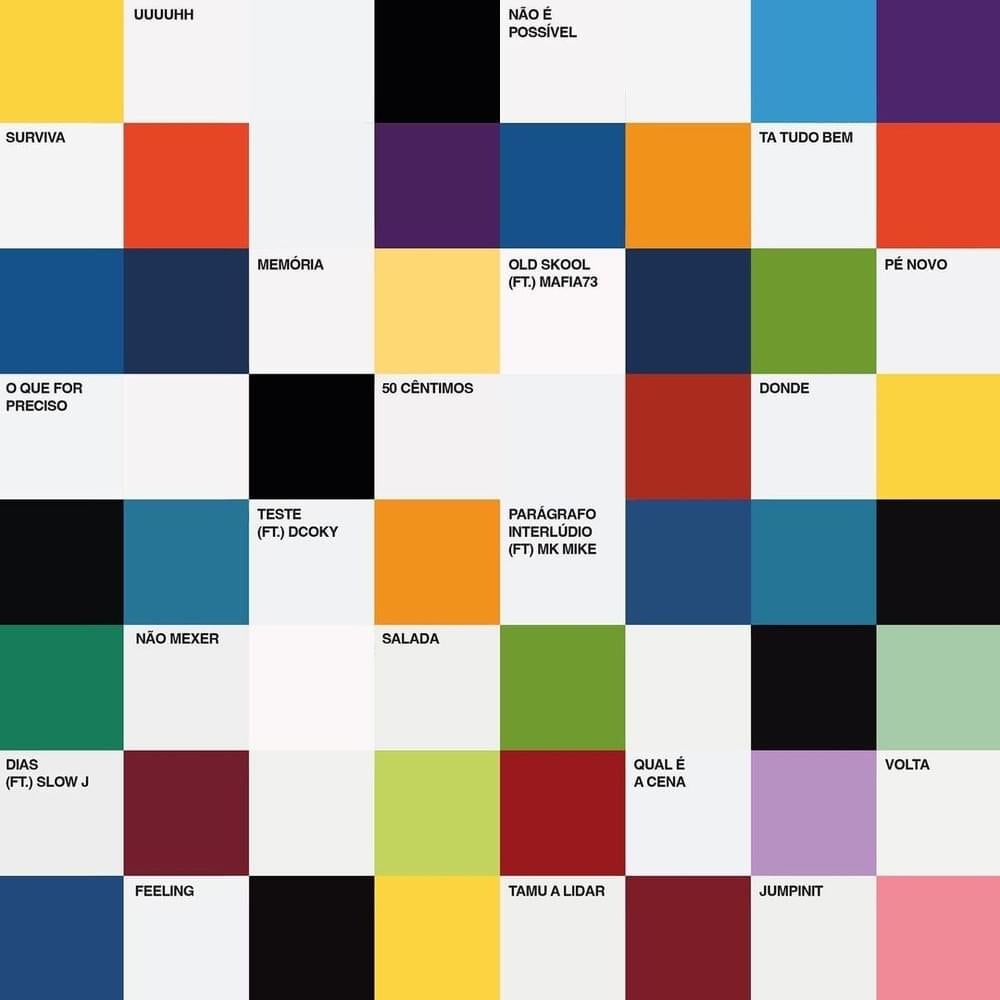 UUUUHH
NÃO É
POSSÍVEL
SURVIVA
TA TUDO BEM
MEMÓRIA
OLD SKOOL
(FT.) MAFIA73
PÉ NOVO
O QUE FOR
PRECISO
50 CÊNTIMOS
DONDE
TESTE
(FT.) DCOKY
PARÁGRAFO
INTERLÚDIO
(FT) MK MIKE
NÃO MEXER
SALADA
DIAS
(FT.) SLOW J
QUAL É
A CENA
VOLTA
FEELING
TAMU A LIDAR
JUMPINIT